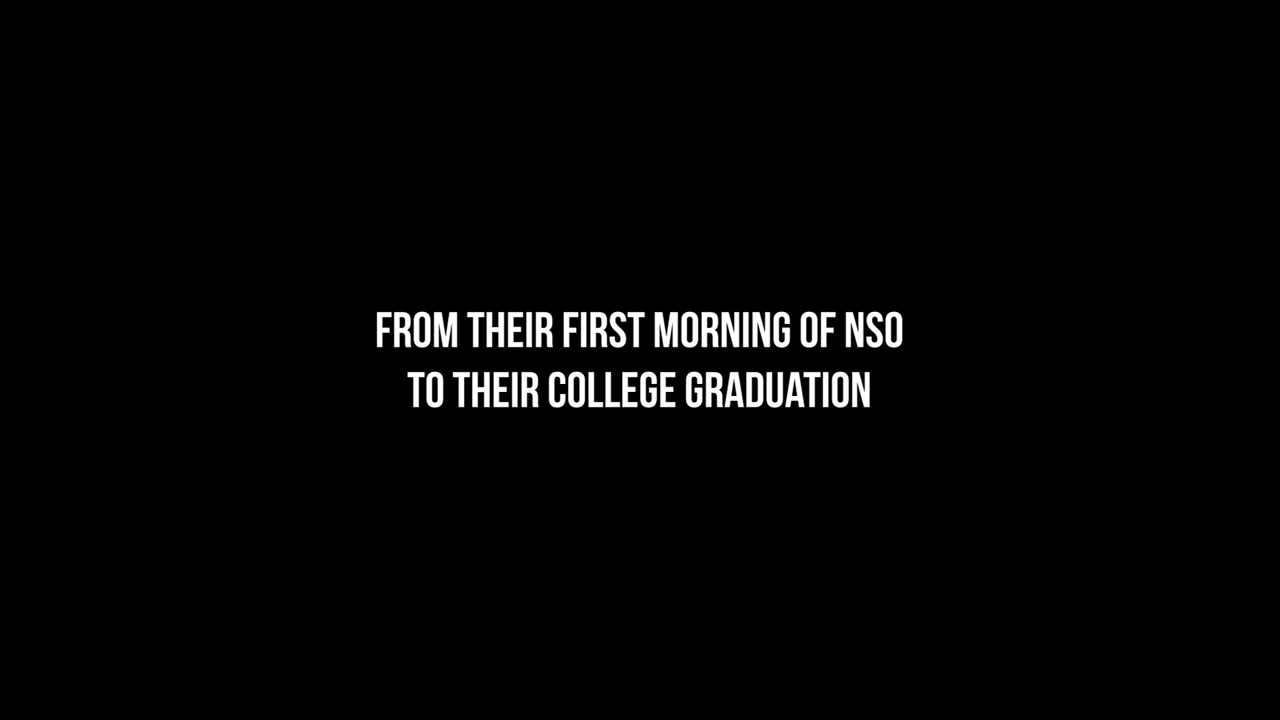 FROM THEIR FIRST MORNING OF NSO
TO THEIR COLLEGE GRADUATION